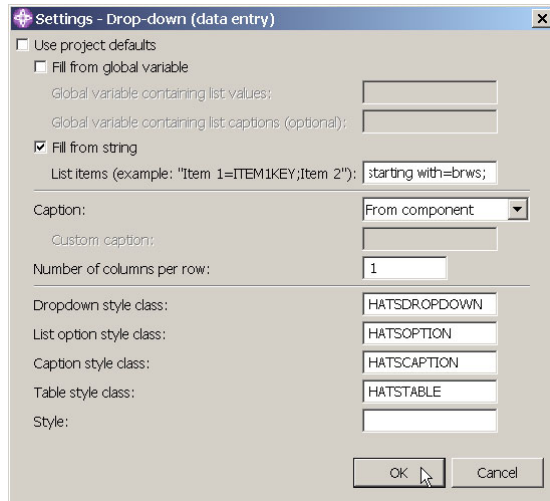 Settings - Drop-down (data entry)
Use project defaults
Fill from global variable
Global variable containing list values:
Global variable containing list captions (optional):
Fill from string
List items (example: "Item 1=ITEM1KEY;Item 2"): starting with=brws;
Caption: From component
Custom caption:
Number of columns per row: 1
Dropdown style class: HATSDROPDOWN
List option style class: HATSOPTION
Caption style class: HATSCAPTION
Table style class: HATSTABLE
Style:
OK Cancel